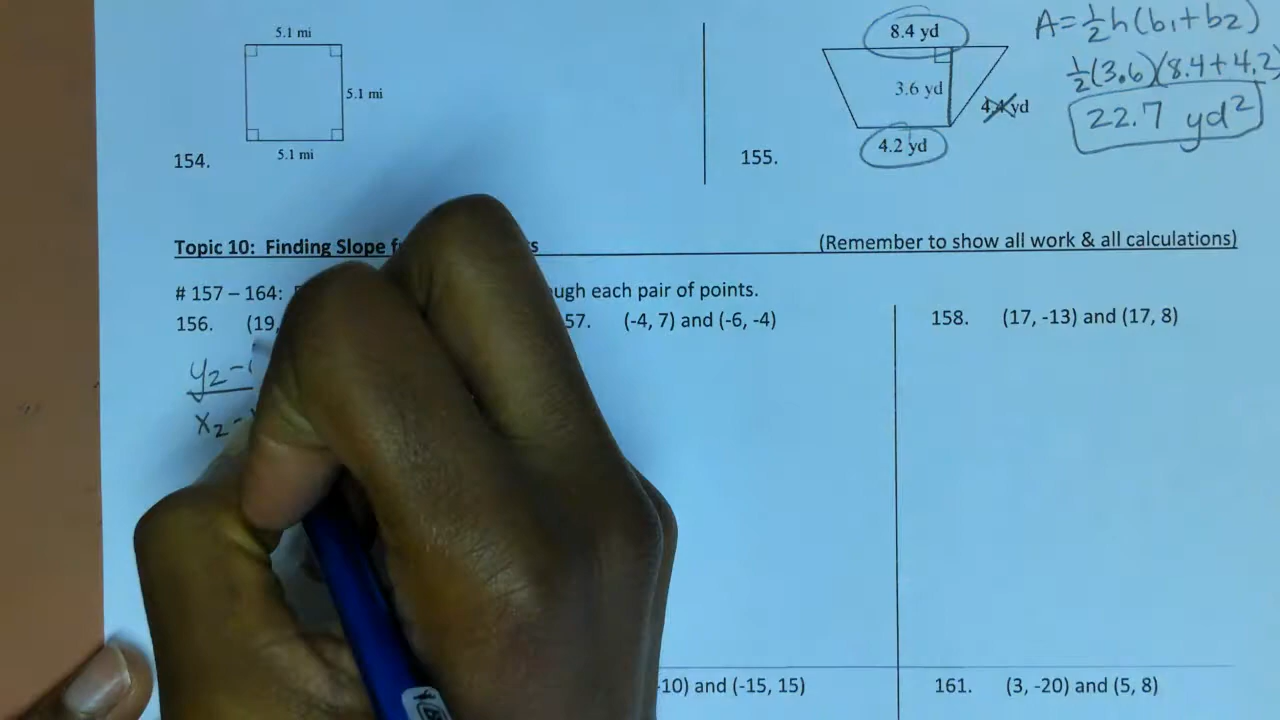 5.1 mi
5.1 mi
5.1 mi
154.
8.4 yd
3.6 yd
yd
4.2 yd
155.
A=½h(b₁+b₂)
½(3.6)(8.4+4.2
22.7 yd²
Topic 10: Finding Slope
(Remember to show all work & all calculations)
# 157 – 164:
each pair of points.
156. (19,
57. (-4, 7) and (-6, -4)
158. (17, -13) and (17, 8)
y₂-
x₂-
-10) and (-15, 15)
161. (3, -20) and (5, 8)